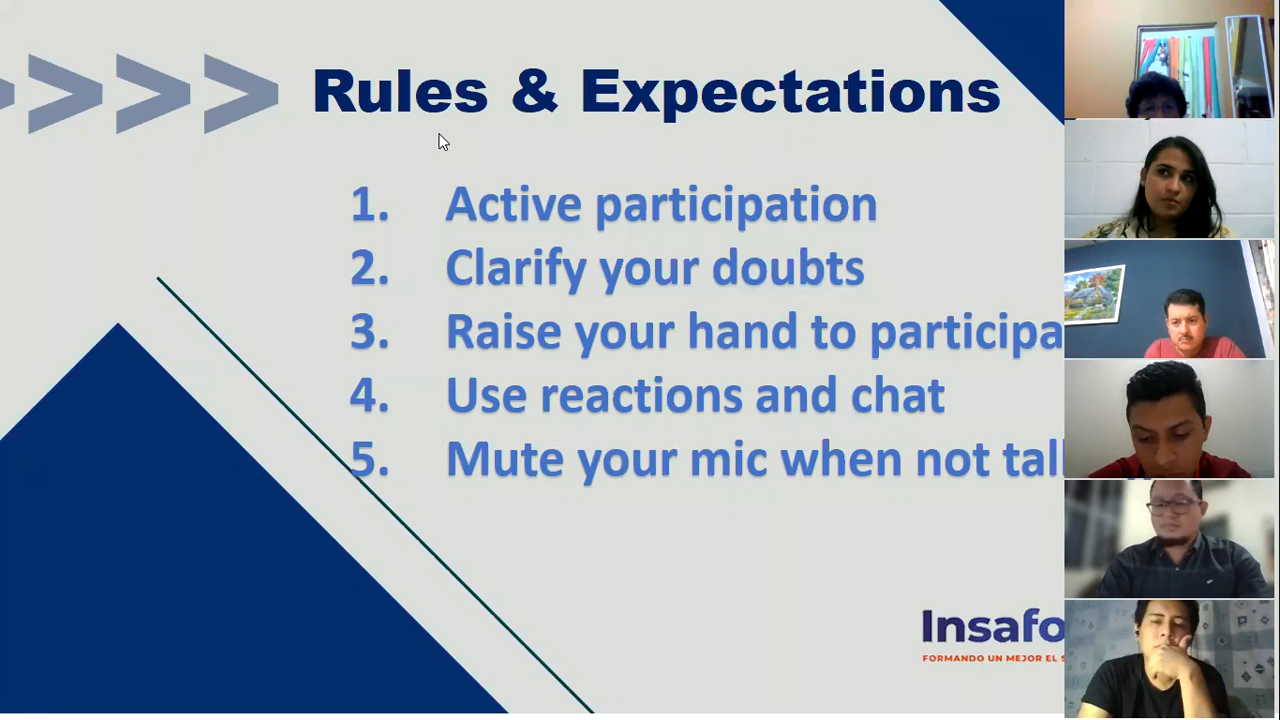 Rules & Expectations
1. Active participation
2. Clarify your doubts
3. Raise your hand to participa
4. Use reactions and chat
5. Mute your mic when not tal
Insafo
FORMANDO UN MEJOR EL